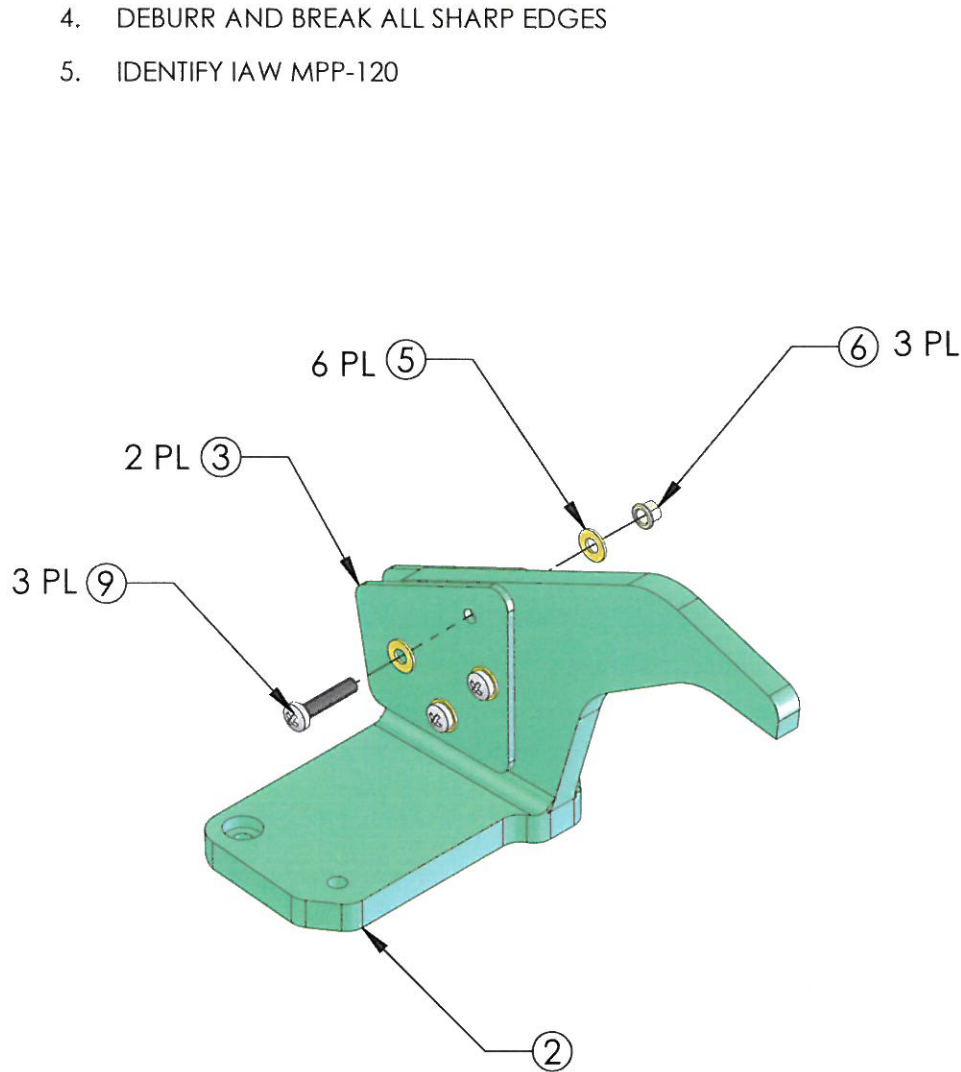 4. DEBURR AND BREAK ALL SHARP EDGES
5. IDENTIFY IAW MPP-120
6 PL 5
6 3 PL
2 PL 3
3 PL 9
2